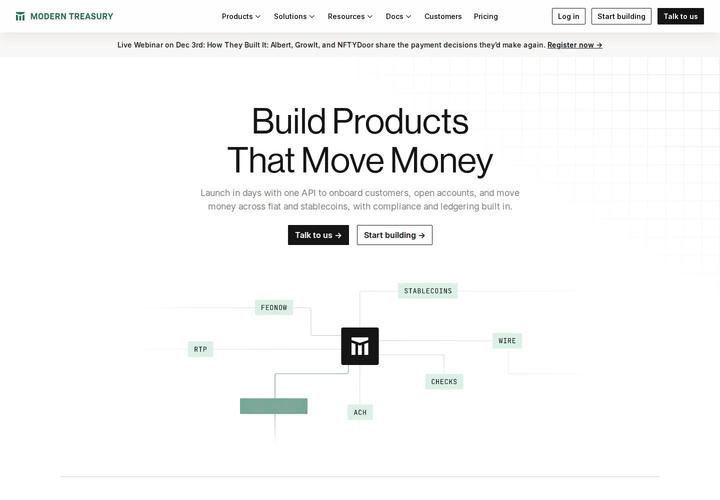 MODERN TREASURY
Products
Solutions
Resources
Docs
Customers
Pricing
Log in
Start building
Talk to us
Live Webinar on Dec 3rd: How They Built It: Albert, GrowIt, and NFTYDoor share the payment decisions they'd make again. Register now →
Build Products
That Move Money
Launch in days with one API to onboard customers, open accounts, and move
money across fiat and stablecoins, with compliance and ledgering built in.
Talk to us →
Start building →
STABLECOINS
FEDNOW
WIRE
RTP
CHECKS
ACH